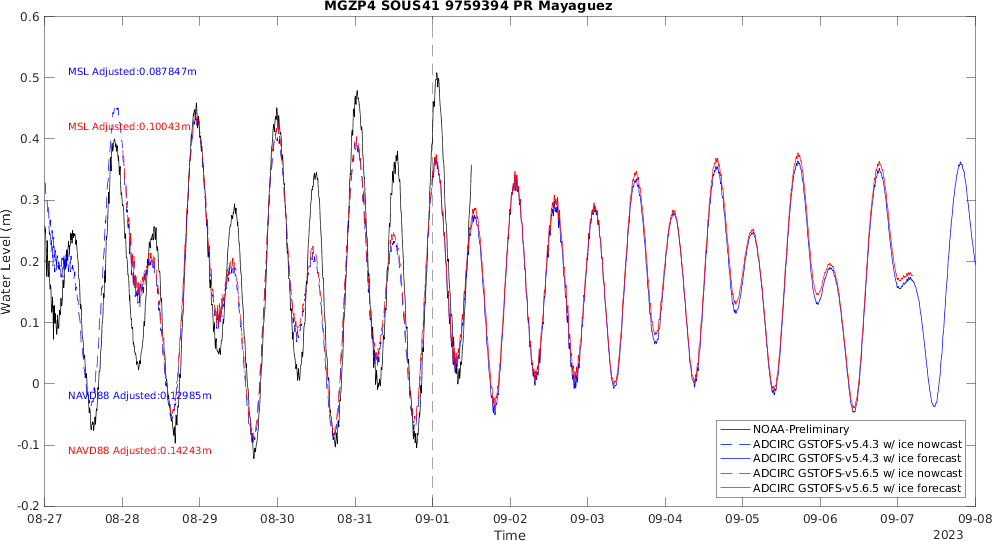 MGZP4 SOUS41 9759394 PR Mayaguez
0.6
0.5
0.4
0.3
0.2
0.1
0
-0.1
-0.2
Water Level (m)
MSL Adjusted:0.087847m
MSL Adjusted:0.10043m
NAVD88 Adjusted:0.12985m
NAVD88 Adjusted:0.14243m
NOAA-Preliminary
ADCIRC GSTOFS-v5.4.3 w/ ice nowcast
ADCIRC GSTOFS-v5.4.3 w/ ice forecast
ADCIRC GSTOFS-v5.6.5 w/ ice nowcast
ADCIRC GSTOFS-v5.6.5 w/ ice forecast
08-27 08-28 08-29 08-30 08-31 09-01 09-02 09-03 09-04 09-05 09-06 09-07 09-08
Time
2023